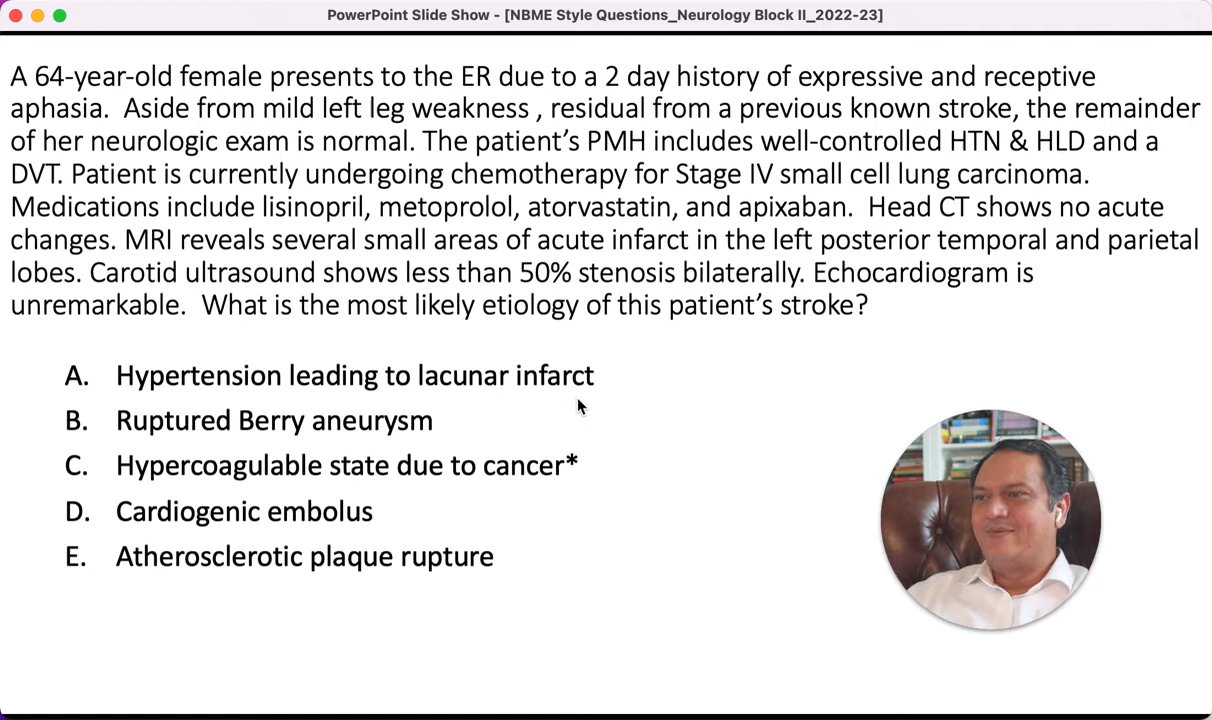 PowerPoint Slide Show - [NBME Style Questions_Neurology Block II_2022-23]
A 64-year-old female presents to the ER due to a 2 day history of expressive and receptive
aphasia.  Aside from mild left leg weakness , residual from a previous known stroke, the remainder
of her neurologic exam is normal. The patient’s PMH includes well-controlled HTN & HLD and a
DVT. Patient is currently undergoing chemotherapy for Stage IV small cell lung carcinoma.
Medications include lisinopril, metoprolol, atorvastatin, and apixaban.  Head CT shows no acute
changes. MRI reveals several small areas of acute infarct in the left posterior temporal and parietal
lobes. Carotid ultrasound shows less than 50% stenosis bilaterally. Echocardiogram is
unremarkable.  What is the most likely etiology of this patient’s stroke?
A. Hypertension leading to lacunar infarct
B. Ruptured Berry aneurysm
C. Hypercoagulable state due to cancer*
D. Cardiogenic embolus
E. Atherosclerotic plaque rupture